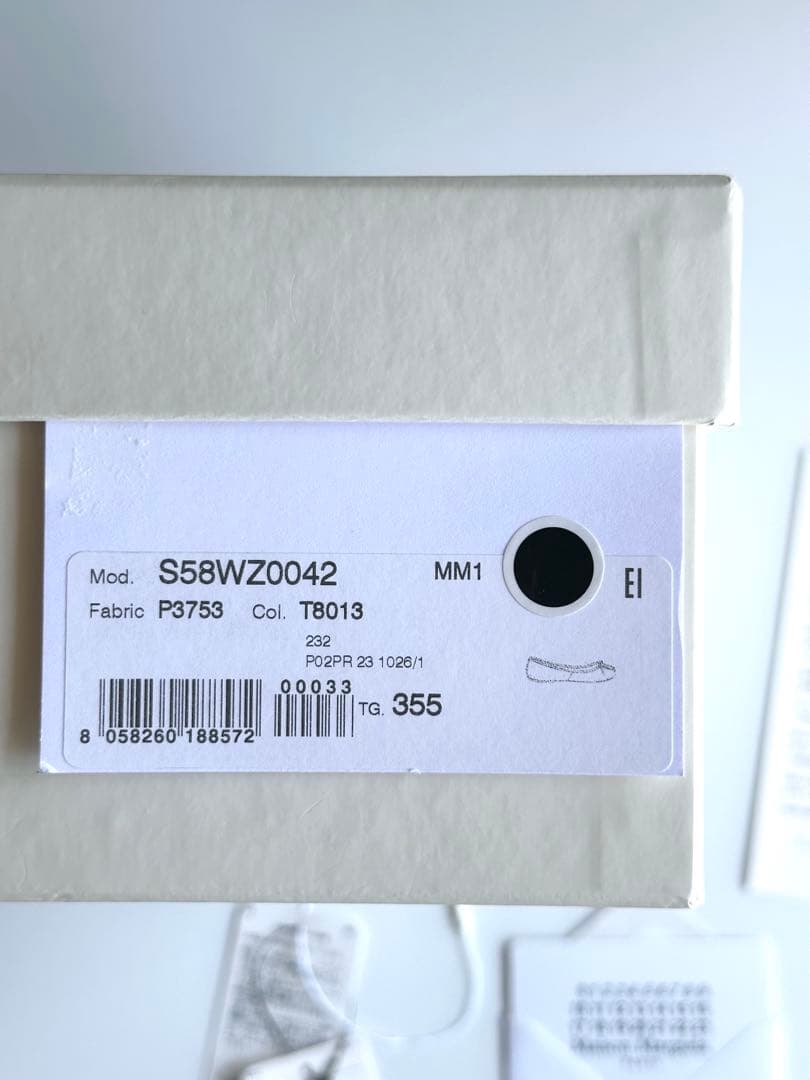 Mod. S58WZ0042 MM1 EI
Fabric P3753 Col. T8013
232
P02PR 23 1026/1
00033
TG. 355
8 058260 188572